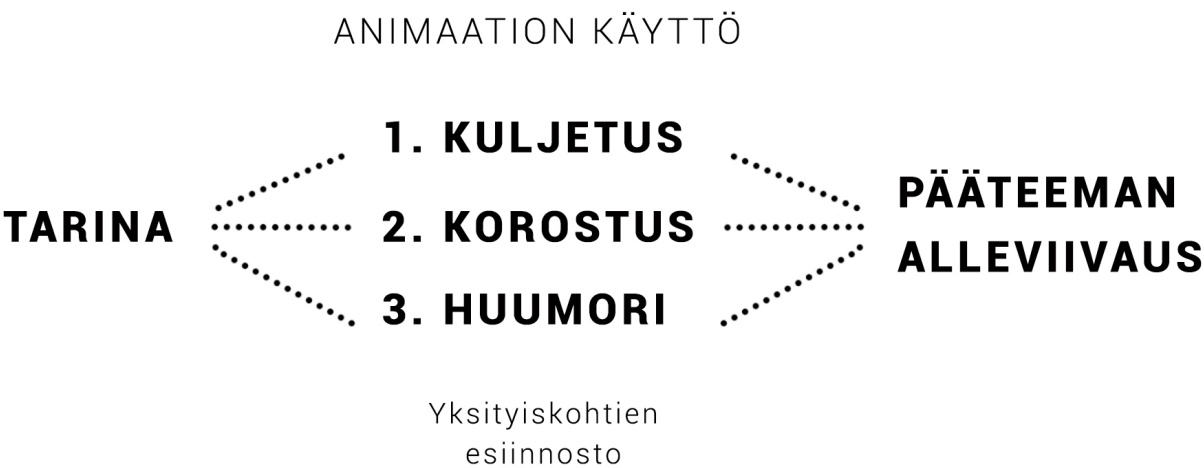 ANIMAATION KÄYTTÖ
1. KULJETUS
TARINA
2. KOROSTUS
3. HUUMORI
PÄÄTEEMAN
ALLEVIIVAUS
Yksityiskohtien
esiinnosto